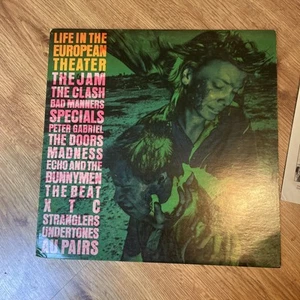 LIFE IN THE
EUROPEAN
THEATER
THE JAM
THE CLASH
BAD MANNERS
SPECIALS
PETER GABRIEL
THE DOORS
MADNESS
ECHO AND THE
BUNNYMEN
THE BEAT
X T C
STRANGLERS
UNDERTONES
AU PAIRS